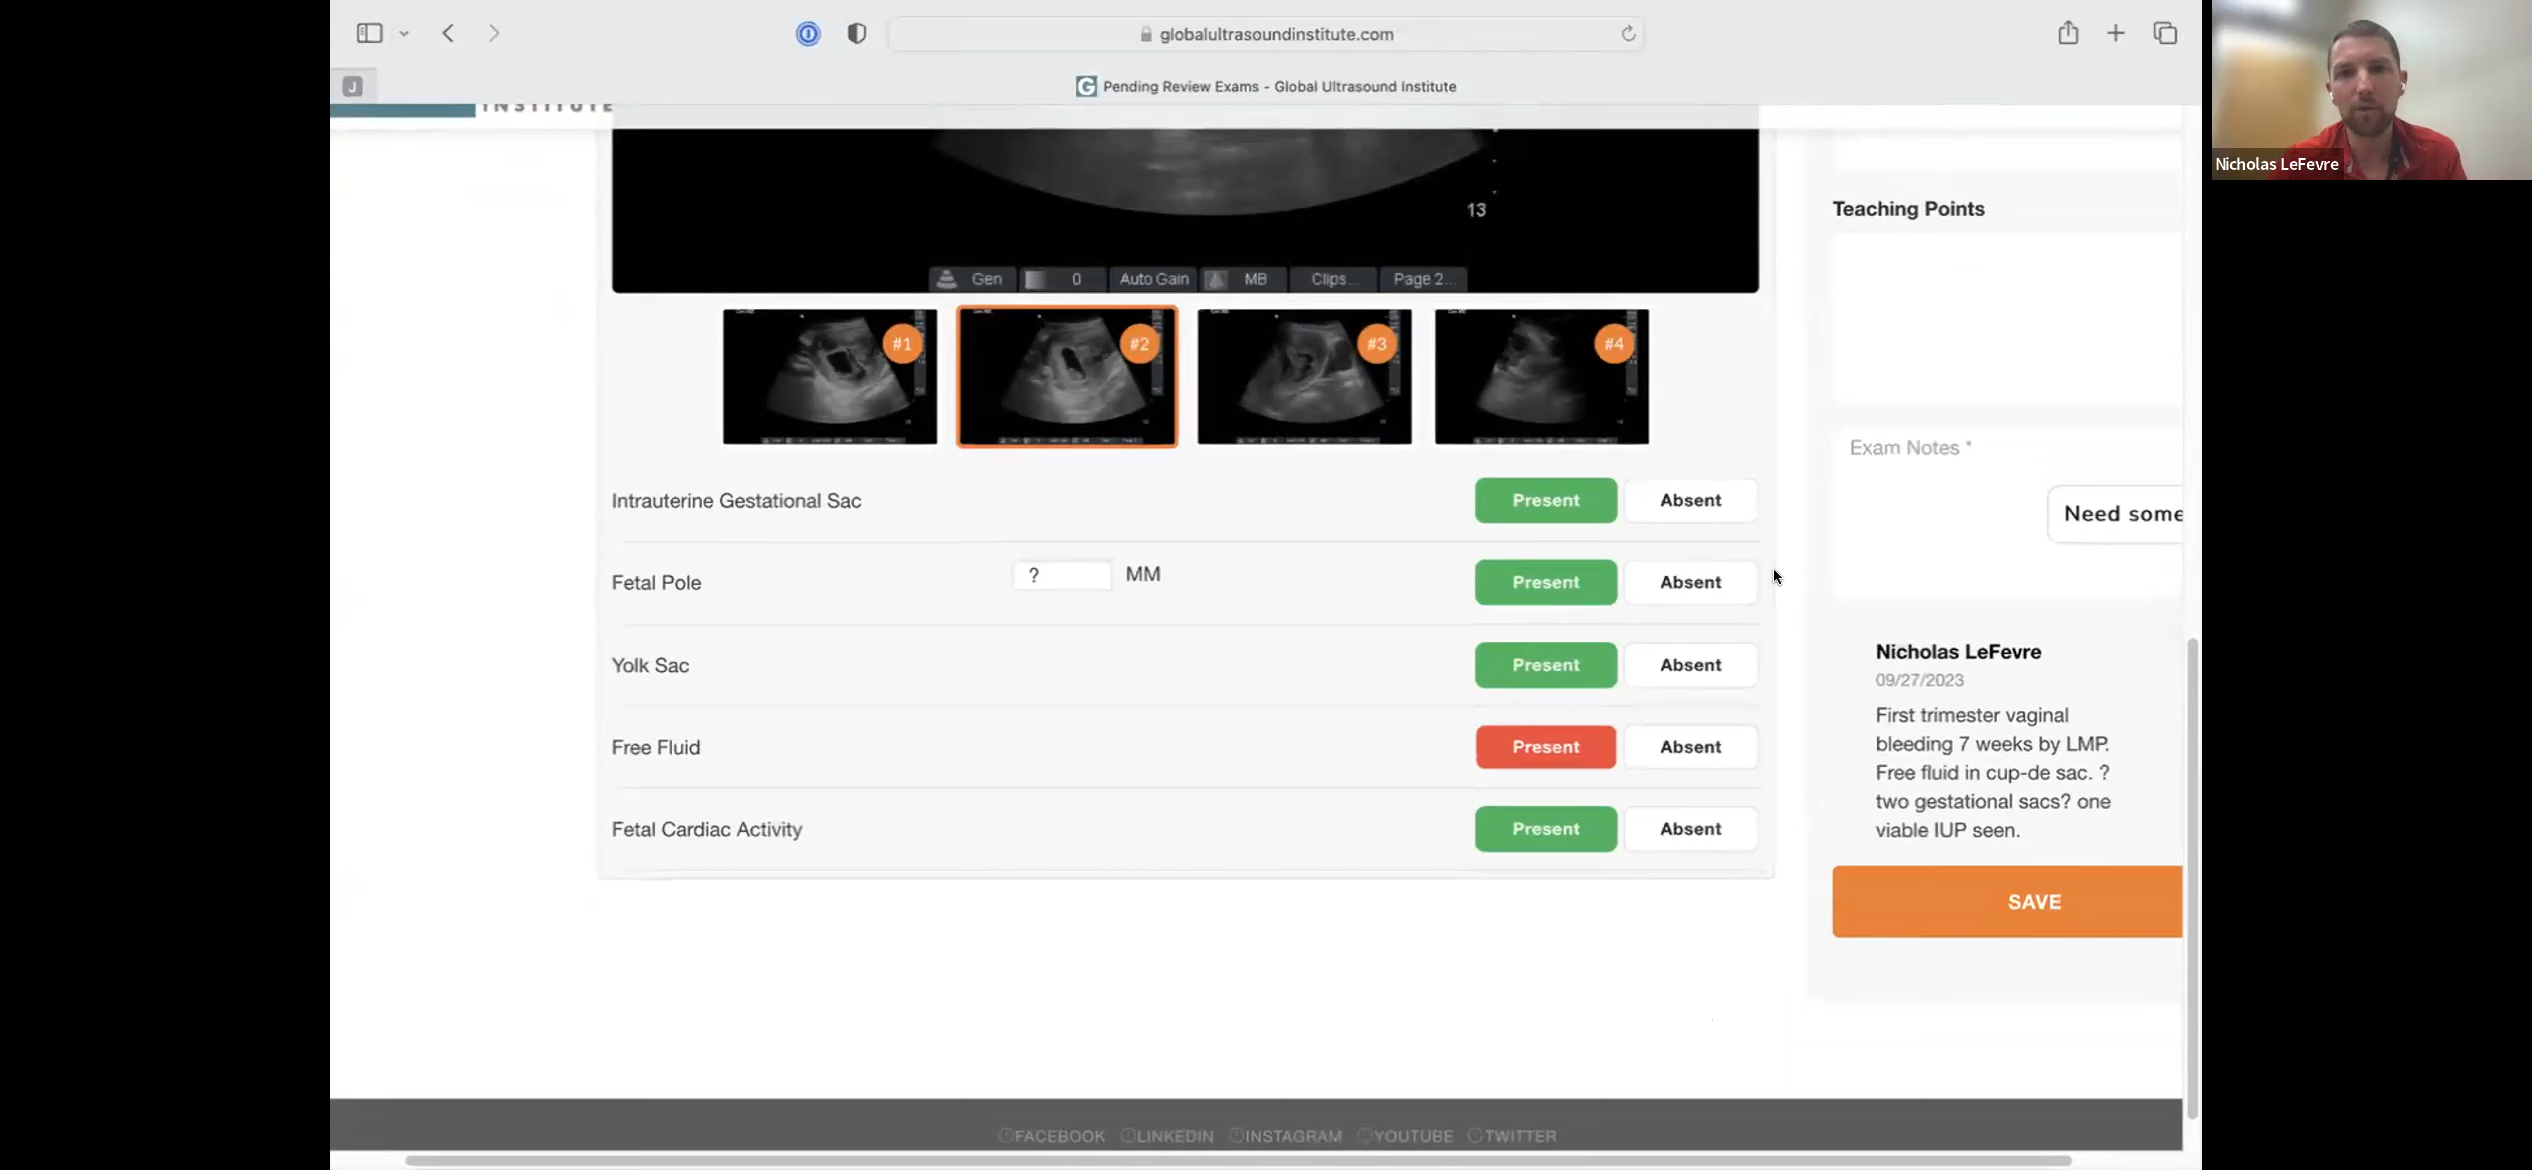 globalultrasoundinstitute.com
J
G Pending Review Exams - Global Ultrasound Institute
Nicholas LeFevre
INSTITUTE
13
Gen 0 Auto Gain MB Clips... Page 2...
#1 #2 #3 #4
Intrauterine Gestational Sac Present Absent
Fetal Pole ? MM Present Absent
Yolk Sac Present Absent
Free Fluid Present Absent
Fetal Cardiac Activity Present Absent
Teaching Points
Exam Notes *
Need some
Nicholas LeFevre
09/27/2023
First trimester vaginal
bleeding 7 weeks by LMP.
Free fluid in cup-de sac. ?
two gestational sacs? one
viable IUP seen.
SAVE
FACEBOOK LINKEDIN INSTAGRAM YOUTUBE TWITTER